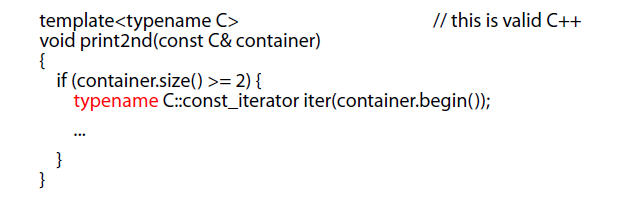 template<typename C> // this is valid C++
void print2nd(const C& container)
{
if (container.size() >= 2) {
typename C::const_iterator iter(container.begin());
...
}
}